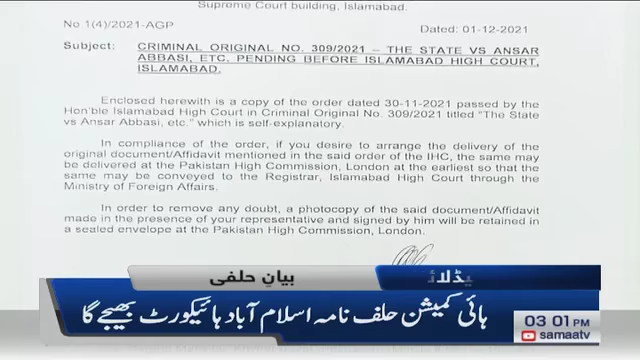 Supreme Court building, Islamabad.
No 1(4)/2021-AGP
Dated: 01-12-2021
Subject: CRIMINAL ORIGINAL NO. 309/2021 – THE STATE VS ANSAR
ABBASI, ETC. PENDING BEFORE ISLAMABAD HIGH COURT,
ISLAMABAD.
Enclosed herewith is a copy of the order dated 30-11-2021 passed by the
Hon'ble Islamabad High Court in Criminal Original No. 309/2021 titled "The State
vs Ansar Abbasi, etc." which is self-explanatory.
In compliance of the order, if you desire to arrange the delivery of the
original document/Affidavit mentioned in the said order of the IHC, the same may
be delivered at the Pakistan High Commission, London at the earliest so that the
same may be conveyed to the Registrar, Islamabad High Court through the
Ministry of Foreign Affairs.
In order to remove any doubt, a photocopy of the said document/Affidavit
made in the presence of your representative and signed by him will be retained in
a sealed envelope at the Pakistan High Commission, London.
بیانِ حلفی
ہائی کمیشن حلف نامہ اسلام آباد ہائیکورٹ بھیجے گا
03:01 PM
samaatv